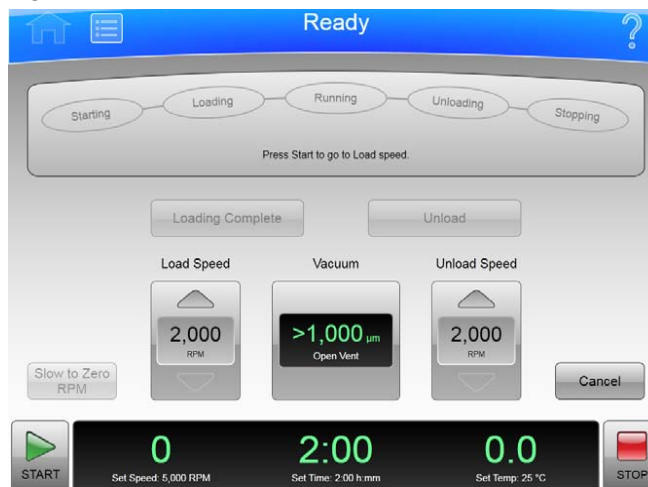 Ready
Starting
Loading
Running
Unloading
Stopping
Press Start to go to Load speed.
Loading Complete
Unload
Load Speed
Vacuum
Unload Speed
2,000
RPM
>1,000 µm
Open Vent
2,000
RPM
Slow to Zero
RPM
Cancel
START
0
Set Speed: 5,000 RPM
2:00
Set Time: 2:00 h:mm
0.0
Set Temp: 25 °C
STOP